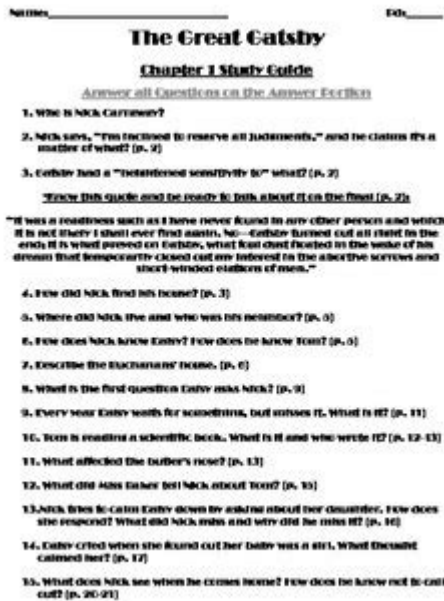 Name: Pd:
The Great Gatsby
Chapter 1 Study Guide
Answer all Questions on the Answer Portion
1. Who is Nick Carraway?
2. Nick says, "I'm inclined to reserve all judgments," and he claims it's a
matter of what? (p. 2)
3. Gatsby had a "heightened sensitivity to" what? (p. 2)
*Know this quote and be ready to talk about it on the final (p. 2):
"It was a readiness such as I have never found in any other person and which
it is not likely I shall ever find again. No—Gatsby turned out all right in the
end; it is what preyed on Gatsby, what foul dust floated in the wake of his
dream that temporarily closed out my interest in the abortive sorrows and
short-winded elations of men."
4. How did Nick find his house? (p. 3)
5. Where did Nick live and who was his neighbor? (p. 5)
6. How does Nick know Daisy? How does he know Tom? (p. 5)
7. Describe the Buchanans' house. (p. 6)
8. What is the first question Daisy asks Nick? (p. 9)
9. Every year Daisy waits for something, but misses it. What is it? (p. 11)
10. Tom is reading a scientific book. What is it and who wrote it? (p. 12-13)
11. What affected the butler's nose? (p. 13)
12. What did Miss Baker tell Nick about Tom? (p. 15)
13. Nick tries to calm Daisy down by asking about her daughter. How does
she respond? What did Nick miss and why did he miss it? (p. 16)
14. Daisy cried when she found out her baby was a girl. What thought
calmed her? (p. 17)
15. What does Nick see when he comes home? How does he know not to call
out? (p. 20-21)